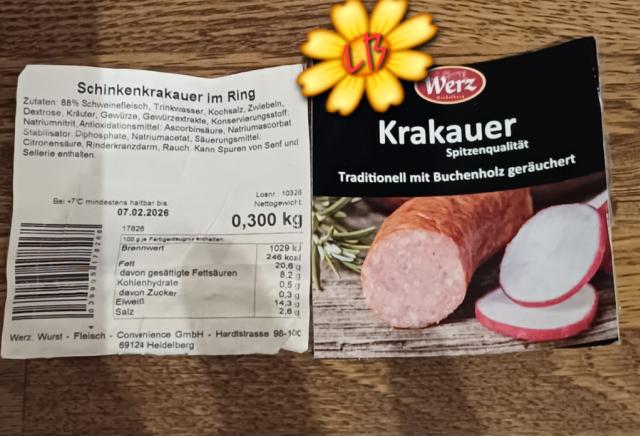 Schinkenkrakauer im Ring
Zutaten: 88% Schweinefleisch, Trinkwasser, Kochsalz, Zwiebeln,
Dextrose, Kräuter, Gewürze, Gewürzextrakte, Konservierungsstoff:
Natriumnitrit, Antioxidationsmittel: Ascorbinsäure, Natriumascorbat
Stabilisator: Diphosphate, Natriumacetat, Säuerungsmittel:
Citronensäure, Rinderkranzdarm, Rauch. Kann Spuren von Senf und
Sellerie enthalten.
Bei +7°C mindestens haltbar bis
07.02.2026
Losnr. 10326
Nettogewicht
0,300 kg
17826
100 g je Fertigerzeugnis enthalten:
Brennwert 1029 kJ
246 kcal
Fett 20,6 g
davon gesättigte Fettsäuren 8,2 g
Kohlenhydrate 0,5 g
davon Zucker 0,3 g
Eiweiß 14,3 g
Salz 2,6 g
Werz. Wurst - Fleisch - Convenience GmbH - Hardtstrasse 98-100
69124 Heidelberg
LB
Werz
Heidelberg
Krakauer
Spitzenqualität
Traditionell mit Buchenholz geräuchert